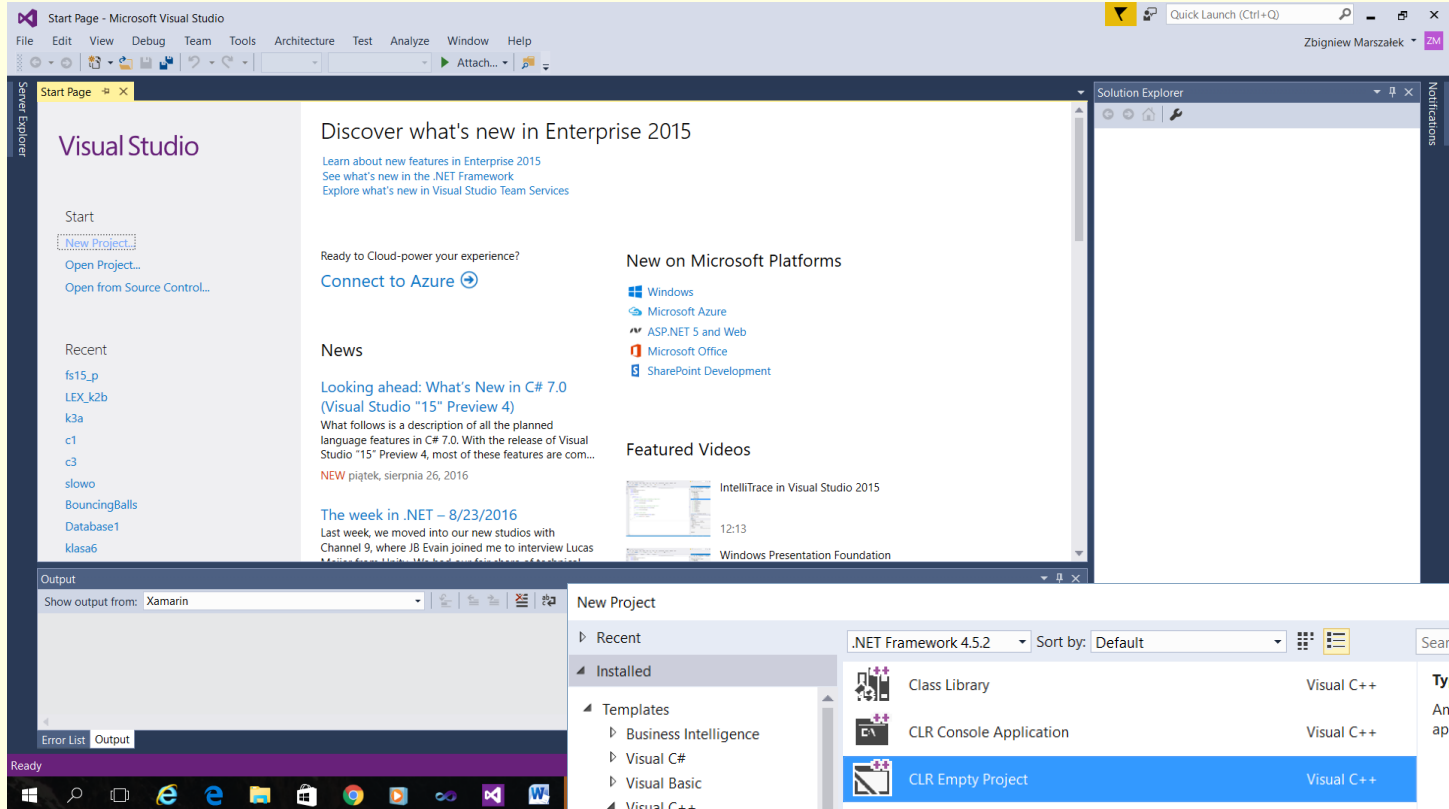 Start Page - Microsoft Visual Studio
Quick Launch (Ctrl+Q)
File Edit View Debug Team Tools Architecture Test Analyze Window Help
Zbigniew Marszałek ZM
Attach...
Server Explorer
Start Page
Visual Studio
Start
New Project...
Open Project...
Open from Source Control...
Recent
fs15_p
LEX_k2b
k3a
c1
c3
slowo
BouncingBalls
Database1
klasa6
Discover what's new in Enterprise 2015
Learn about new features in Enterprise 2015
See what's new in the .NET Framework
Explore what's new in Visual Studio Team Services
Ready to Cloud-power your experience?
Connect to Azure
News
Looking ahead: What's New in C# 7.0
(Visual Studio "15" Preview 4)
What follows is a description of all the planned
language features in C# 7.0. With the release of Visual
Studio "15" Preview 4, most of these features are com...
NEW piątek, sierpnia 26, 2016
The week in .NET – 8/23/2016
Last week, we moved into our new studios with
Channel 9, where JB Evain joined me to interview Lucas
New on Microsoft Platforms
Windows
Microsoft Azure
ASP.NET 5 and Web
Microsoft Office
SharePoint Development
Featured Videos
IntelliTrace in Visual Studio 2015
12:13
Windows Presentation Foundation
Solution Explorer
Notifications
Output
Show output from: Xamarin
Error List Output
Ready
New Project
Recent
Installed
Templates
Business Intelligence
Visual C#
Visual Basic
Visual C++
.NET Framework 4.5.2 Sort by: Default
Sear
Class Library Visual C++
CLR Console Application Visual C++
CLR Empty Project Visual C++
Ty
An
ap